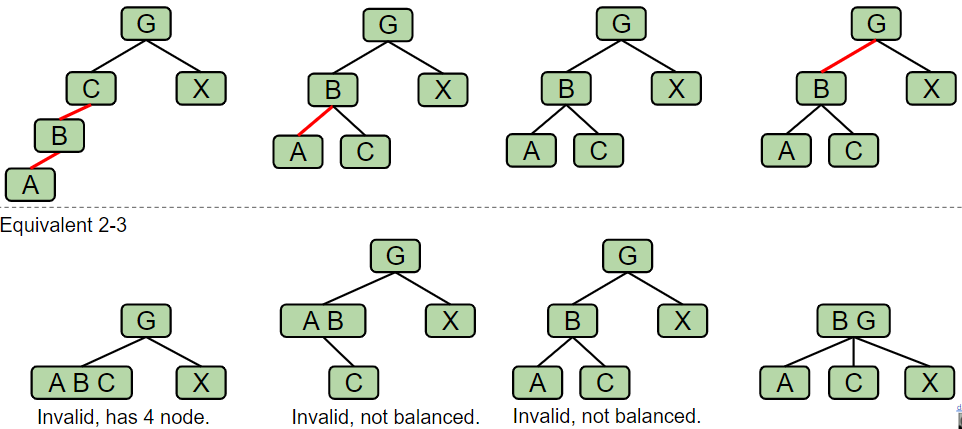 G G G G
C X B X B X B X
B A C A C A C
A
Equivalent 2-3
G G
G A B X B X B G
A B C X C A C A C X
Invalid, has 4 node. Invalid, not balanced. Invalid, not balanced.